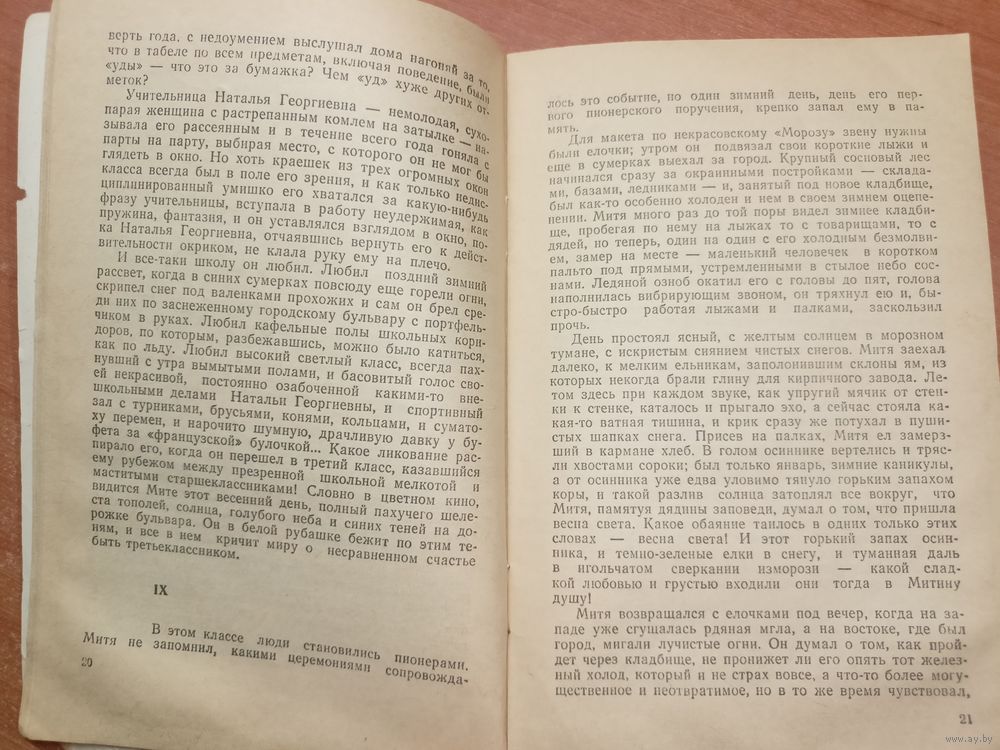 верть года. с недоумением выслушал дома нагоняй за то,
что в табеле по всем предметам, включая поведение, были
«уды» — что это за бумажка? Чем «уд» хуже других от-
меток?
Учительница Наталья Георгиевна — немолодая, сухо-
парая женщина с растрепанным комлем на затылке — на-
зывала его рассеянным и в течение всего года гоняла с
парты на парту, выбирая место, с которого он не мог бы
глядеть в окно. Но хоть краешек из трех огромных окон
класса всегда был в поле его зрения, и как только недис-
циплинированный умишко его хватался за какую-нибудь
фразу учительницы, вступала в работу неудержимая, как
пружина, фантазия, и он уставлялся взглядом в окно, по-
ка Наталья Георгиевна, отчаявшись вернуть его к дейст-
вительности окриком, не клала руку ему на плечо.
И все-таки школу он любил. Любил поздний зимний
рассвет, когда в синих сумерках повсюду еще горели огни,
скрипел снег под валенками прохожих и сам он брел сре-
ди них по заснеженному городскому бульвару с портфель-
чиком в руках. Любил кафельные полы школьных кори-
доров, по которым, разбежавшись, можно было катиться,
как по льду. Любил высокий светлый класс, всегда пах-
нувший с утра вымытыми полами, и басовитый голос сво-
ей некрасивой, постоянно озабоченной какими-то вне-
школьными делами Натальи Георгиевны, и спортивный
зал с турниками, брусьями, конями, кольцами, и сумато-
ху перемен, и нарочито шумную, драчливую давку у бу-
фета за «французской» булочкой... Какое ликование рас-
пирало его, когда он перешел в третий класс, казавшийся
ему рубежом между презренной школьной мелкотой и
маститыми старшеклассниками! Словно в цветном кино,
видится Мите этот весенний день, полный пахучего шеле-
ста тополей, солнца, голубого неба и синих теней на до-
рожке бульвара. Он в белой рубашке бежит по этим те-
ням, и все в нем кричит миру о несравненном счастье
быть третьеклассником.
IX
В этом классе люди становились пионерами.
Митя не запомнил, какими церемониями сопровожда-
20
лось это событие, но один зимний день, день его пер-
вого пионерского поручения, крепко запал ему в па-
мять.
Для макета по некрасовскому «Морозу» звену нужны
были елочки; утром он подвязал свои короткие лыжи и
еще в сумерках выехал за город. Крупный сосновый лес
начинался сразу за окраинными постройками — склада-
ми, базами, ледниками — и, занятый под новое кладбище,
был как-то особенно холоден и нем в своем зимнем оцепе-
пении. Митя много раз до той поры видел зимнее кладби-
ще, пробегая по нему на лыжах то с товарищами, то с
дядей, но теперь, один на один с его холодным безмолви-
ем, замер на месте — маленький человечек в коротком
пальто под прямыми, устремленными в стылое небо сос-
нами. Ледяной озноб окатил его с головы до пят, голова
наполнилась вибрирующим звоном, он тряхнул ею и, бы-
стро-быстро работая лыжами и палками, заскользил
прочь.
День простоял ясный, с желтым солнцем в морозном
тумане, с искристым сиянием чистых снегов. Митя заехал
далеко, к мелким ельникам, заполонившим склоны ям, из
которых некогда брали глину для кирпичного завода. Ле-
том здесь при каждом звуке, как упругий мячик от стен-
ки к стенке, каталось и прыгало эхо, а сейчас стояла ка-
кая-то ватная тишина, и крик сразу же потухал в пуши-
стых шапках снега. Присев на палках, Митя ел замерз-
ший в кармане хлеб. В голом осиннике вертелись и тряс-
ли хвостами сороки; был только январь, зимние каникулы,
а от осинника уже едва уловимо тянуло горьким запахом
коры, и такой разлив солнца затоплял все вокруг, что
Митя, памятуя дядины заповеди, думал о том, что пришла
весна света. Какое обаяние таилось в одних только этих
словах — весна света! И этот горький запах осин-
ника, и темно-зеленые елки в снегу, и туманная даль
в игольчатом сверкании изморози — какой слад-
кой любовью и грустью входили они тогда в Митину
душу!
Митя возвращался с елочками под вечер, когда на за-
паде уже сгущалась рдяная мгла, а на востоке, где был
город, мигали лучистые огни. Он думал о том, как прой-
дет через кладбище, не пронижет ли его опять тот желез-
ный холод, который и не страх вовсе, а что-то более могу-
щественное и неотвратимое, но в то же время чувствовал,
21
www.ay.by